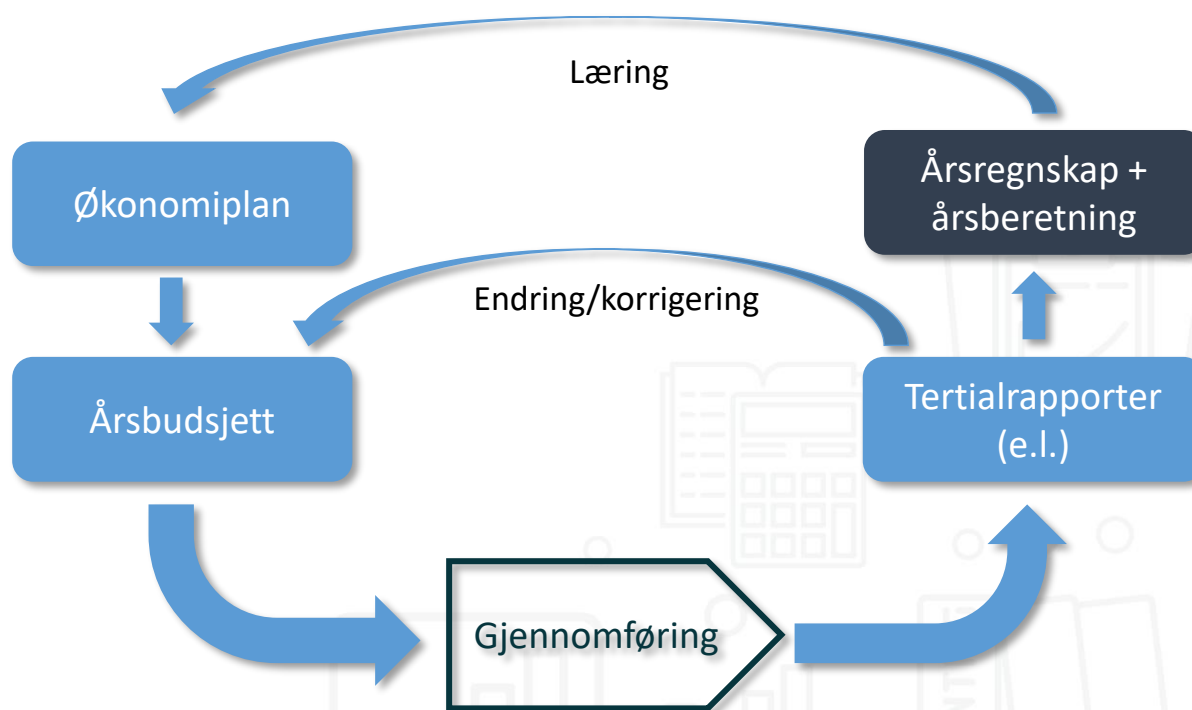 Læring
Økonomiplan
Årsregnskap +
årsberetning
Endring/korrigering
Årsbudsjett
Tertialrapporter
(e.l.)
Gjennomføring